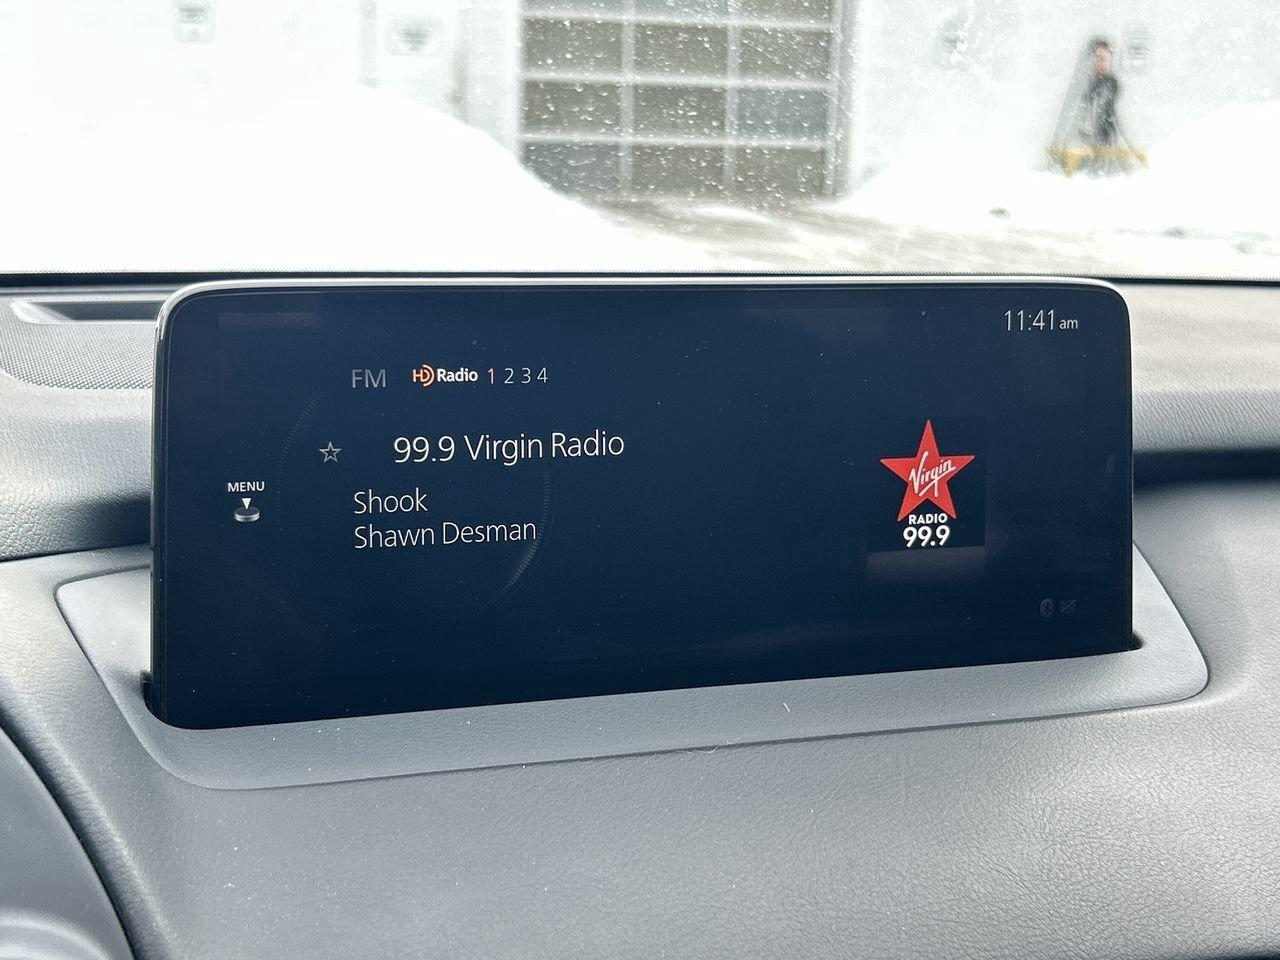 11:41 am
FM HD Radio 1 2 3 4
99.9 Virgin Radio
MENU
Shook
Shawn Desman
Virgin
RADIO
99.9